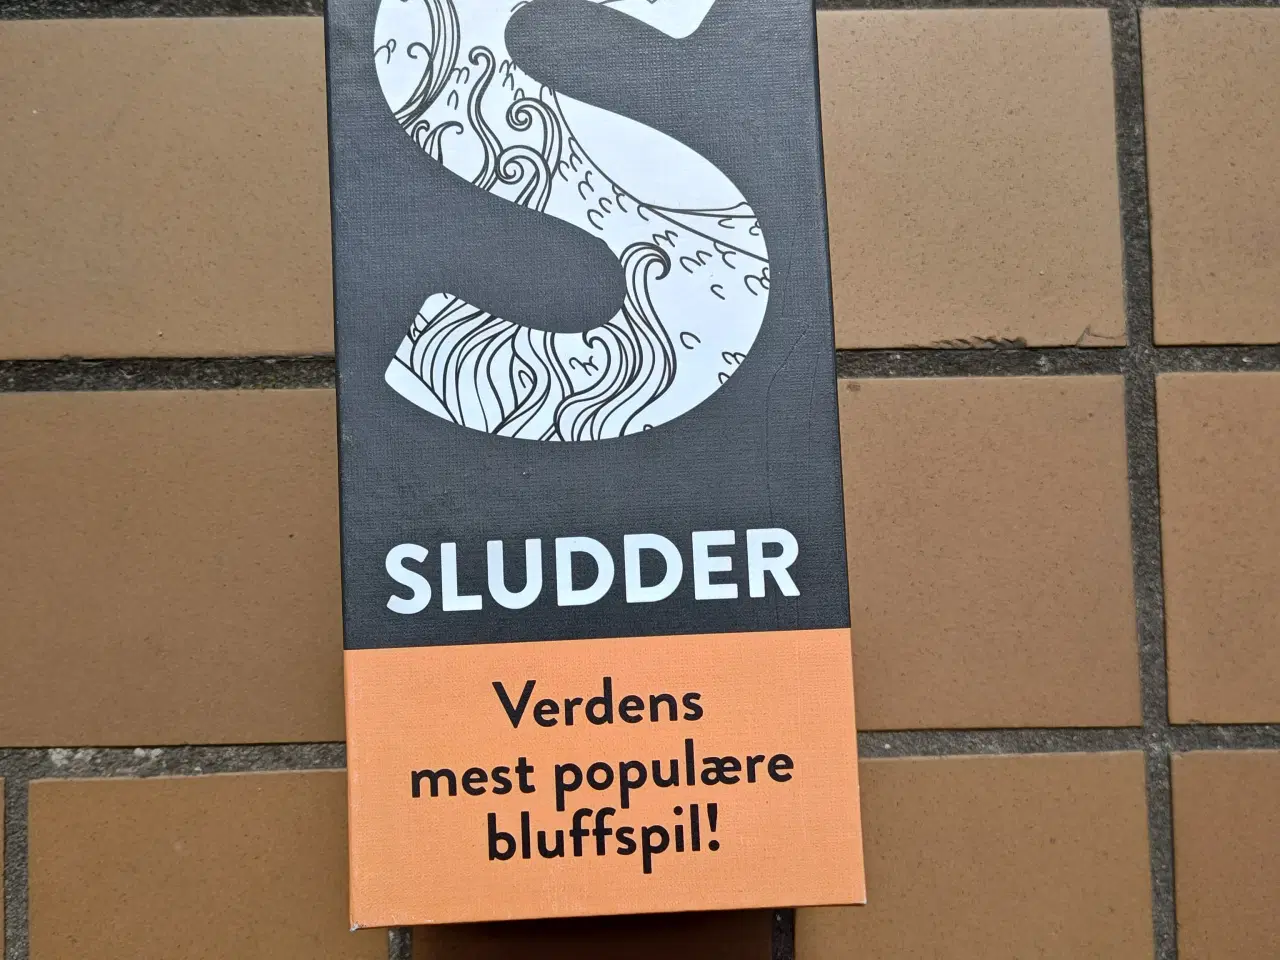 S
SLUDDER
Verdens
mest populære
bluffspil!